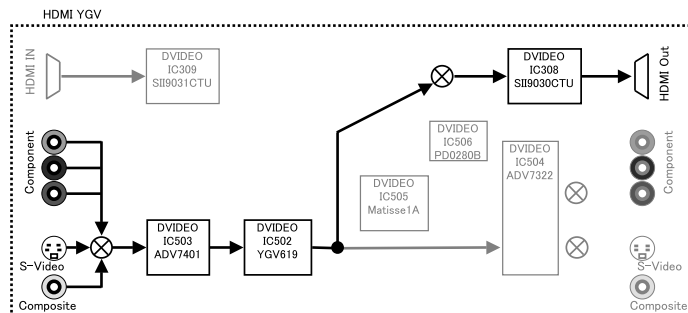 HDMI YGV
HDMI IN
DVIDEO
IC309
SII9031CTU
DVIDEO
IC308
SII9030CTU
HDMI Out
Component
DVIDEO
IC506
PD0280B
DVIDEO
IC504
ADV7322
Component
DVIDEO
IC505
Matisse1A
DVIDEO
IC503
ADV7401
DVIDEO
IC502
YGV619
S-Video
S-Video
Composite
Composite